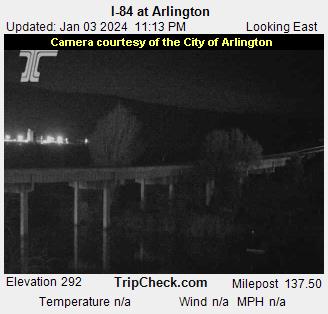 I-84 at Arlington
Updated: Jan 03 2024 11:13 PM Looking East
Camera courtesy of the City of Arlington
Elevation 292 TripCheck.com Milepost 137.50
Temperature n/a Wind n/a MPH n/a